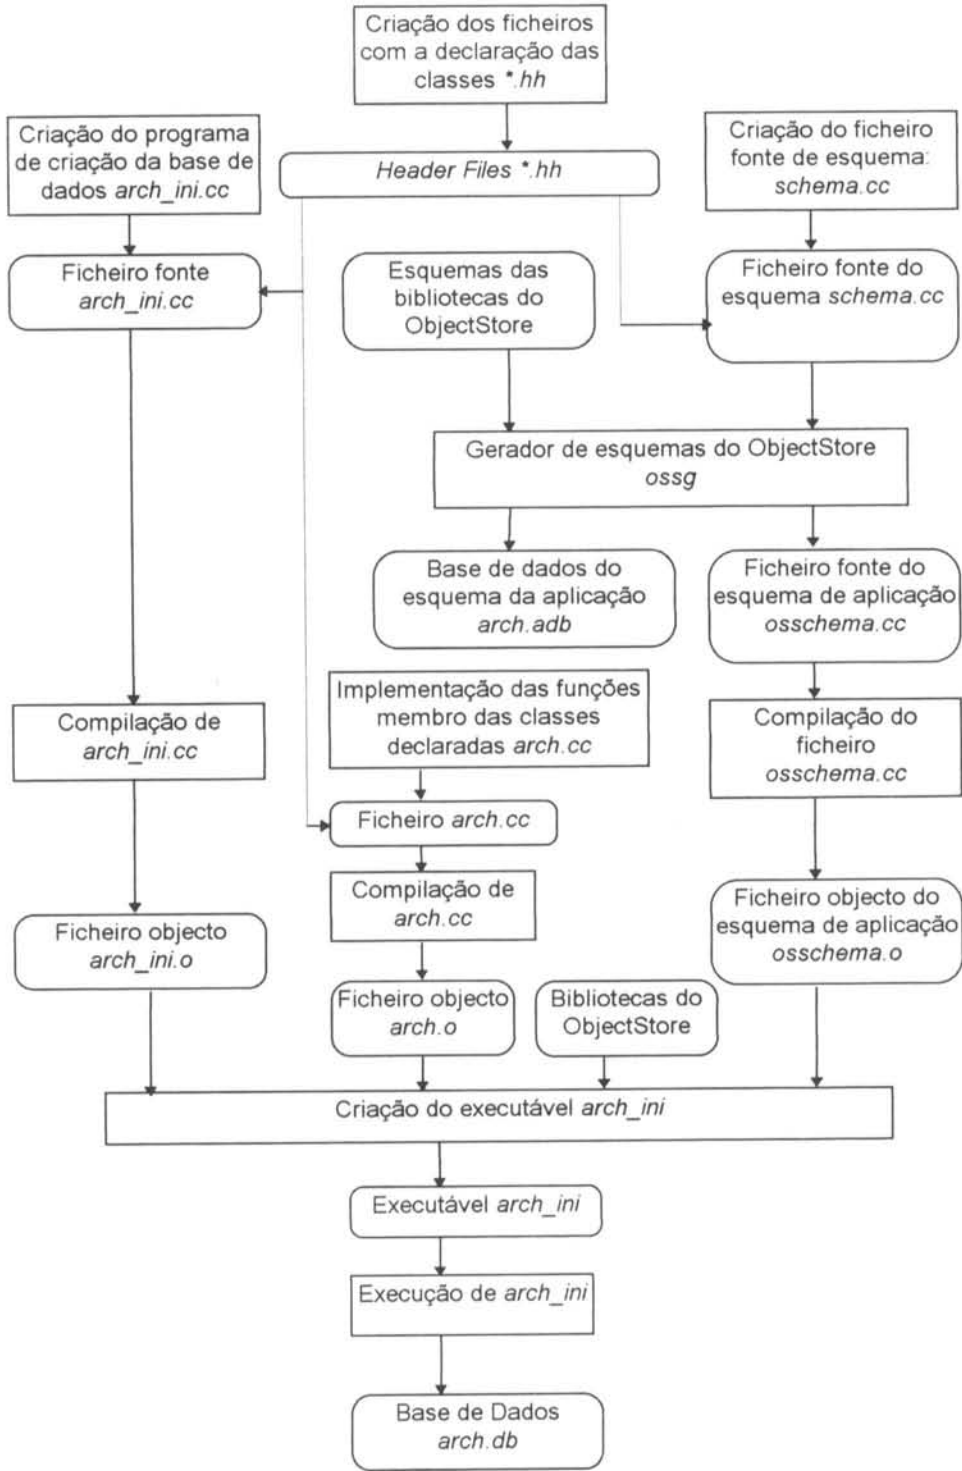 Criação dos ficheiros
com a declaração das
classes *.hh
Criação do programa
de criação da base de
dados arch_ini.cc
Header Files *.hh
Criação do ficheiro
fonte de esquema:
schema.cc
Ficheiro fonte
arch_ini.cc
Esquemas das
bibliotecas do
ObjectStore
Ficheiro fonte do
esquema schema.cc
Gerador de esquemas do ObjectStore
ossg
Base de dados do
esquema da aplicação
arch.adb
Ficheiro fonte do
esquema de aplicação
osschema.cc
Compilação de
arch_ini.cc
Implementação das funções
membro das classes
declaradas arch.cc
Compilação do
ficheiro
osschema.cc
Ficheiro arch.cc
Compilação de
arch.cc
Ficheiro objecto
arch_ini.o
Ficheiro objecto do
esquema de aplicação
osschema.o
Ficheiro objecto
arch.o
Bibliotecas do
ObjectStore
Criação do executável arch_ini
Executável arch_ini
Execução de arch_ini
Base de Dados
arch.db